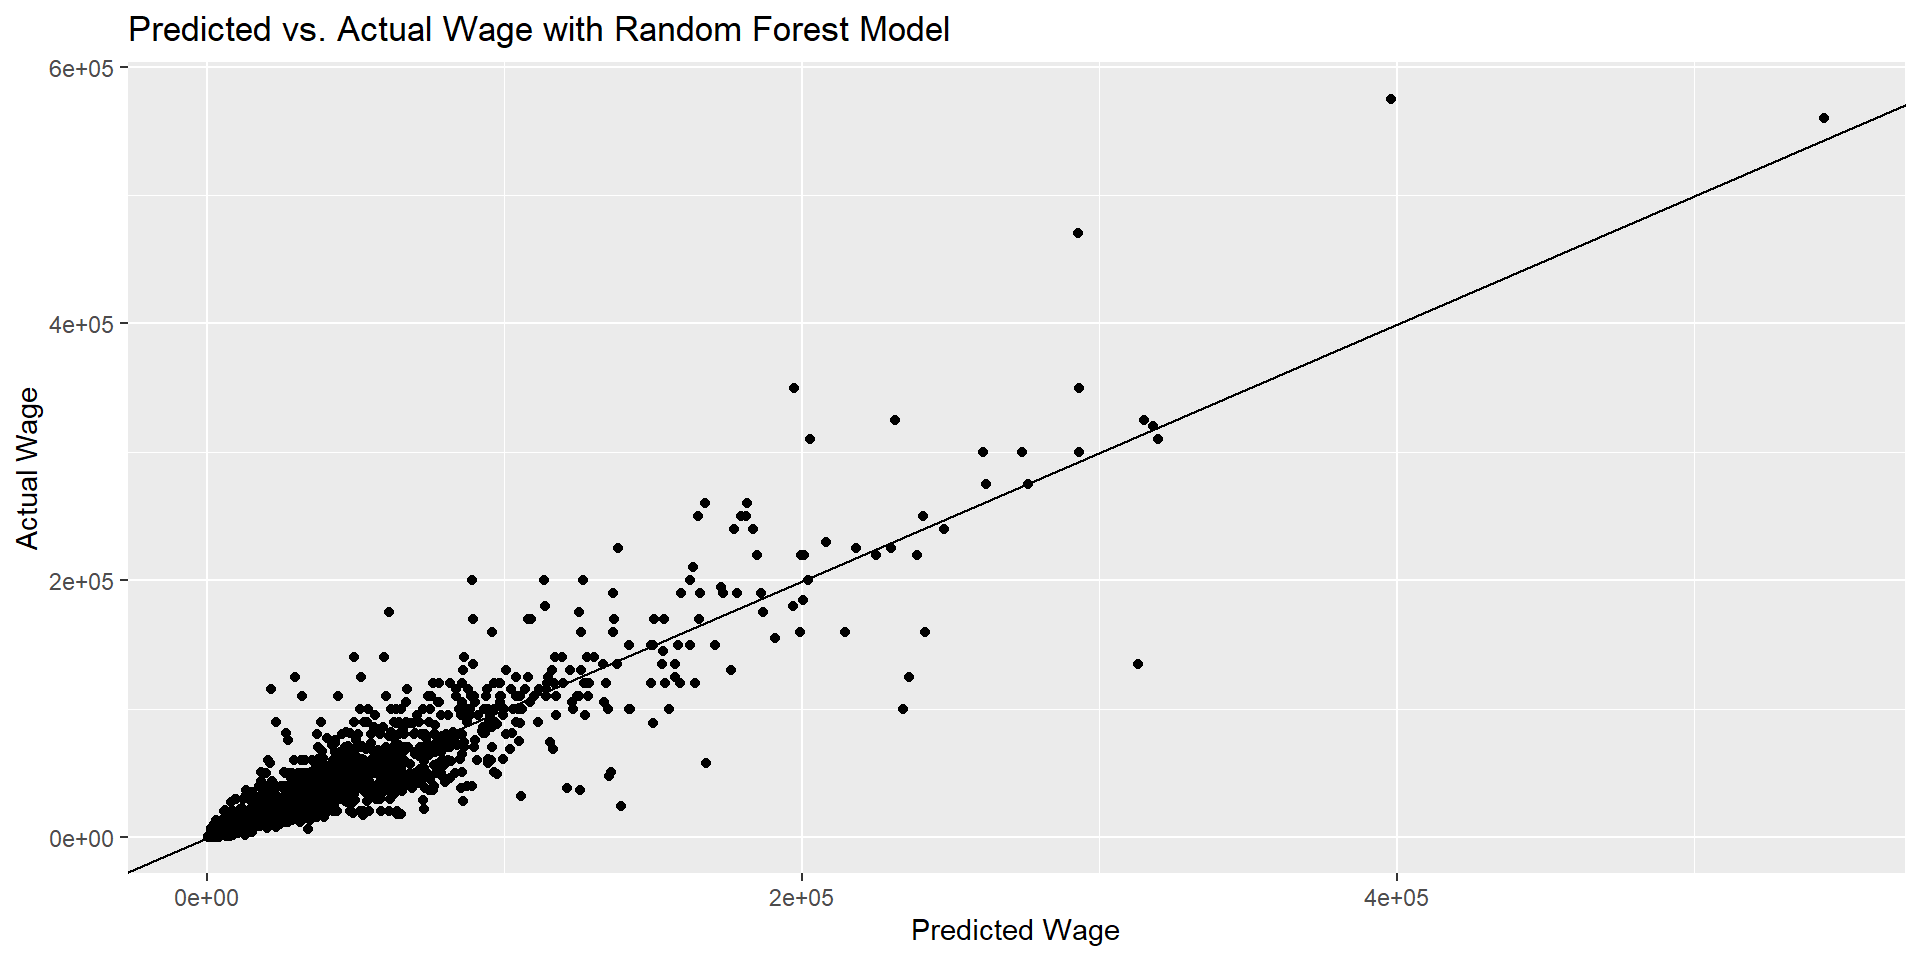 Predicted vs. Actual Wage with Random Forest Model
6e+05
4e+05
2e+05
0e+00
Actual Wage
0e+00 2e+05 4e+05
Predicted Wage